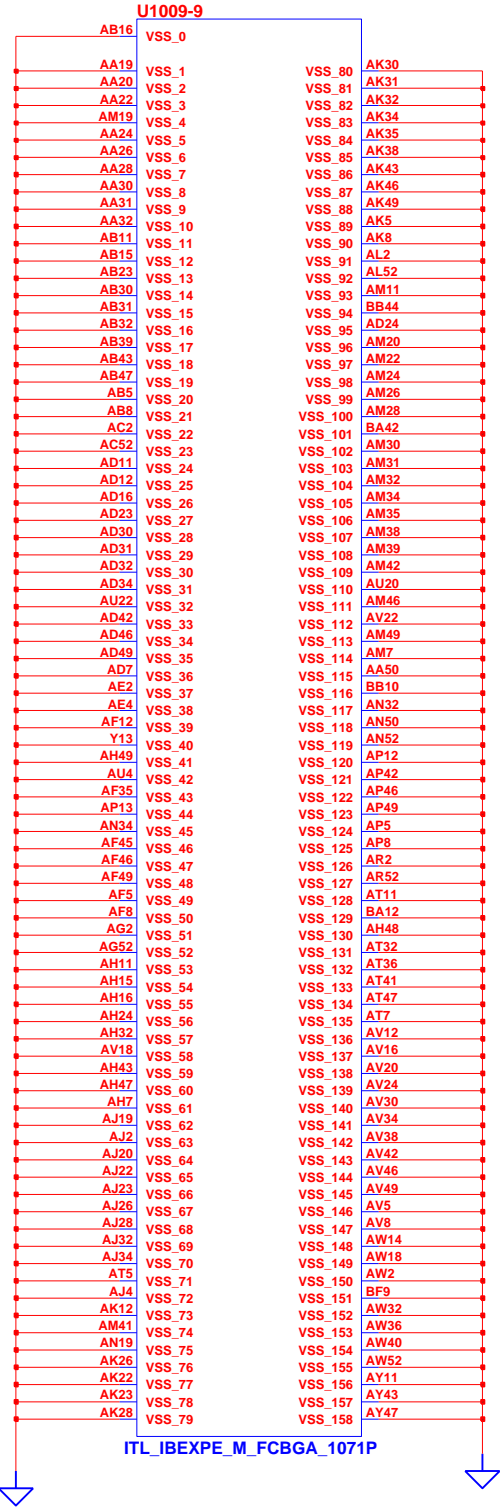 U1009-9
AB16 VSS_0
AA19 VSS_1 VSS_80 AK30
AA20 VSS_2 VSS_81 AK31
AA22 VSS_3 VSS_82 AK32
AM19 VSS_4 VSS_83 AK34
AA24 VSS_5 VSS_84 AK35
AA26 VSS_6 VSS_85 AK38
AA28 VSS_7 VSS_86 AK43
AA30 VSS_8 VSS_87 AK46
AA31 VSS_9 VSS_88 AK49
AA32 VSS_10 VSS_89 AK5
AB11 VSS_11 VSS_90 AK8
AB15 VSS_12 VSS_91 AL2
AB23 VSS_13 VSS_92 AL52
AB30 VSS_14 VSS_93 AM11
AB31 VSS_15 VSS_94 BB44
AB32 VSS_16 VSS_95 AD24
AB39 VSS_17 VSS_96 AM20
AB43 VSS_18 VSS_97 AM22
AB47 VSS_19 VSS_98 AM24
AB5 VSS_20 VSS_99 AM26
AB8 VSS_21 VSS_100 AM28
AC2 VSS_22 VSS_101 BA42
AC52 VSS_23 VSS_102 AM30
AD11 VSS_24 VSS_103 AM31
AD12 VSS_25 VSS_104 AM32
AD16 VSS_26 VSS_105 AM34
AD23 VSS_27 VSS_106 AM35
AD30 VSS_28 VSS_107 AM38
AD31 VSS_29 VSS_108 AM39
AD32 VSS_30 VSS_109 AM42
AD34 VSS_31 VSS_110 AU20
AU22 VSS_32 VSS_111 AM46
AD42 VSS_33 VSS_112 AV22
AD46 VSS_34 VSS_113 AM49
AD49 VSS_35 VSS_114 AM7
AD7 VSS_36 VSS_115 AA50
AE2 VSS_37 VSS_116 BB10
AE4 VSS_38 VSS_117 AN32
AF12 VSS_39 VSS_118 AN50
Y13 VSS_40 VSS_119 AN52
AH49 VSS_41 VSS_120 AP12
AU4 VSS_42 VSS_121 AP42
AF35 VSS_43 VSS_122 AP46
AP13 VSS_44 VSS_123 AP49
AN34 VSS_45 VSS_124 AP5
AF45 VSS_46 VSS_125 AP8
AF46 VSS_47 VSS_126 AR2
AF49 VSS_48 VSS_127 AR52
AF5 VSS_49 VSS_128 AT11
AF8 VSS_50 VSS_129 BA12
AG2 VSS_51 VSS_130 AH48
AG52 VSS_52 VSS_131 AT32
AH11 VSS_53 VSS_132 AT36
AH15 VSS_54 VSS_133 AT41
AH16 VSS_55 VSS_134 AT47
AH24 VSS_56 VSS_135 AT7
AH32 VSS_57 VSS_136 AV12
AV18 VSS_58 VSS_137 AV16
AH43 VSS_59 VSS_138 AV20
AH47 VSS_60 VSS_139 AV24
AH7 VSS_61 VSS_140 AV30
AJ19 VSS_62 VSS_141 AV34
AJ2 VSS_63 VSS_142 AV38
AJ20 VSS_64 VSS_143 AV42
AJ22 VSS_65 VSS_144 AV46
AJ23 VSS_66 VSS_145 AV49
AJ26 VSS_67 VSS_146 AV5
AJ28 VSS_68 VSS_147 AV8
AJ32 VSS_69 VSS_148 AW14
AJ34 VSS_70 VSS_149 AW18
AT5 VSS_71 VSS_150 AW2
AJ4 VSS_72 VSS_151 BF9
AK12 VSS_73 VSS_152 AW32
AM41 VSS_74 VSS_153 AW36
AN19 VSS_75 VSS_154 AW40
AK26 VSS_76 VSS_155 AW52
AK22 VSS_77 VSS_156 AY11
AK23 VSS_78 VSS_157 AY43
AK28 VSS_79 VSS_158 AY47
ITL_IBEXPE_M_FCBGA_1071P